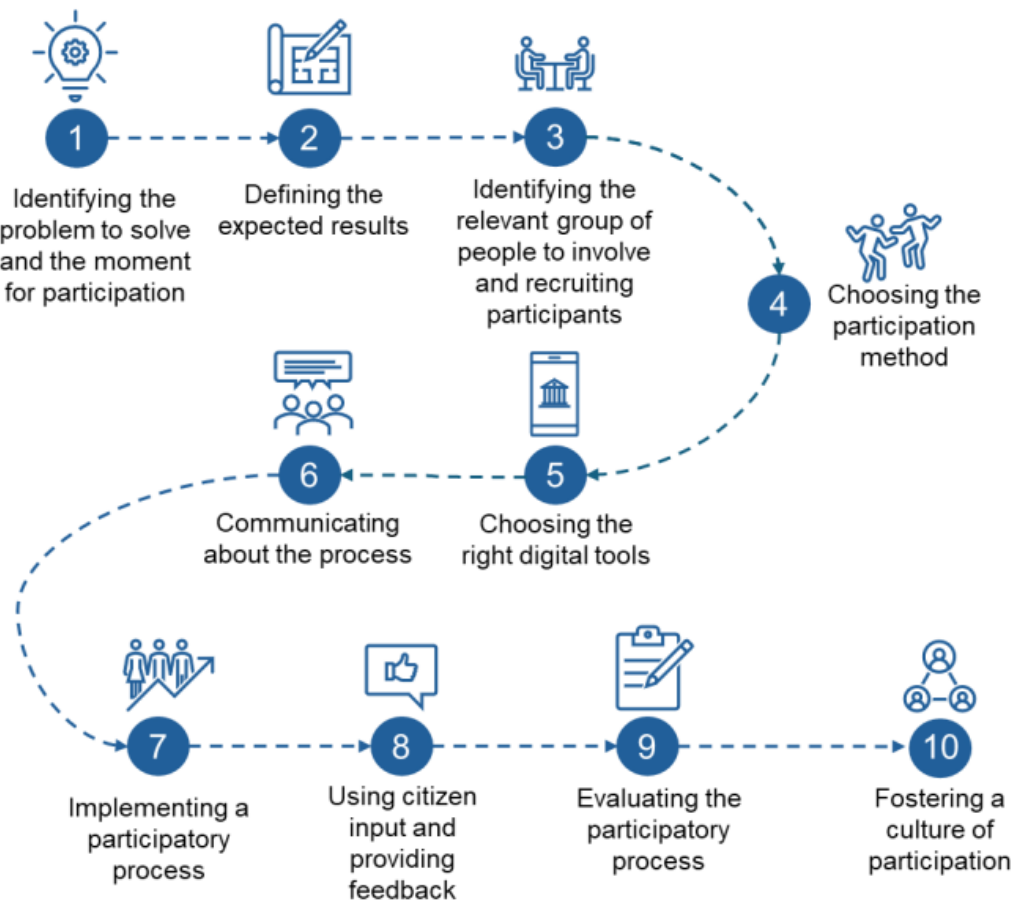 1
Identifying the
problem to solve
and the moment
for participation
2
Defining the
expected results
3
Identifying the
relevant group of
people to involve
and recruiting
participants
4
Choosing the
participation
method
5
Choosing the
right digital tools
6
Communicating
about the process
7
Implementing a
participatory
process
8
Using citizen
input and
providing
feedback
9
Evaluating the
participatory
process
10
Fostering a
culture of
participation